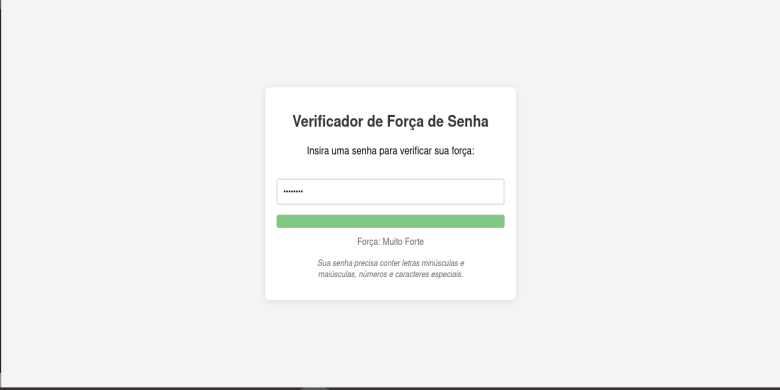 Verificador de Força de Senha
Insira uma senha para verificar sua força:
••••••••
Força: Muito Forte
Sua senha precisa conter letras minúsculas e
maiúsculas, números e caracteres especiais.